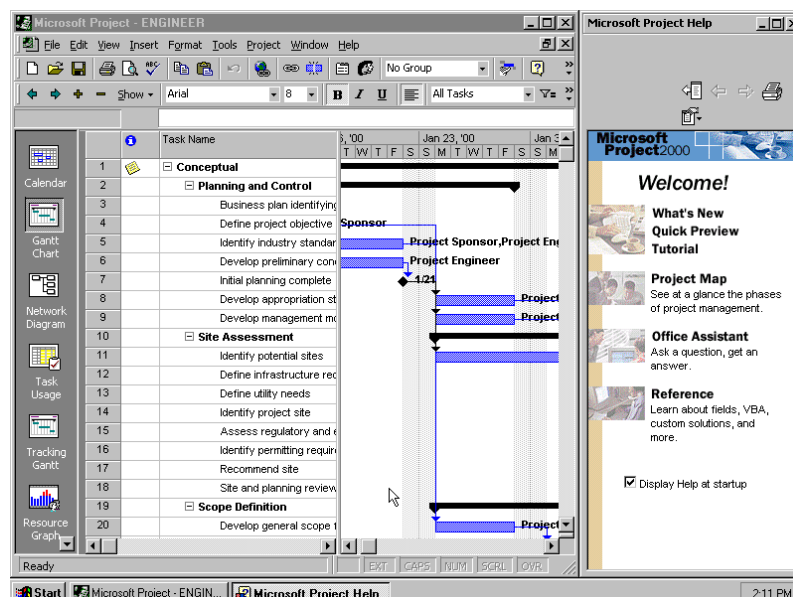 Microsoft Project - ENGINEER
File Edit View Insert Format Tools Project Window Help
No Group
Show Arial 8 B I U All Tasks
Calendar
Gantt
Chart
Network
Diagram
Task
Usage
Tracking
Gantt
Resource
Graph
Task Name
, '00 Jan 23, '00 Jan
T W T F S S M T W T F S S M
1 Conceptual
2 Planning and Control
3 Business plan identifying
4 Define project objective Sponsor
5 Identify industry standar Project Sponsor,Project Eng
6 Develop preliminary con Project Engineer
7 Initial planning complete 1/21
8 Develop appropriation st Project
9 Develop management mo Project
10 Site Assessment
11 Identify potential sites
12 Define infrastructure rec
13 Define utility needs
14 Identify project site
15 Assess regulatory and e
16 Identify permitting requir
17 Recommend site
18 Site and planning review
19 Scope Definition
20 Develop general scope Project
Ready EXT CAPS NUM SCRL OVR
Microsoft Project Help
Microsoft
Project2000
Welcome!
What's New
Quick Preview
Tutorial
Project Map
See at a glance the phases
of project management.
Office Assistant
Ask a question, get an
answer.
Reference
Learn about fields, VBA,
custom solutions, and
more.
Display Help at startup
Start Microsoft Project - ENGIN... Microsoft Project Help 2:11 PM